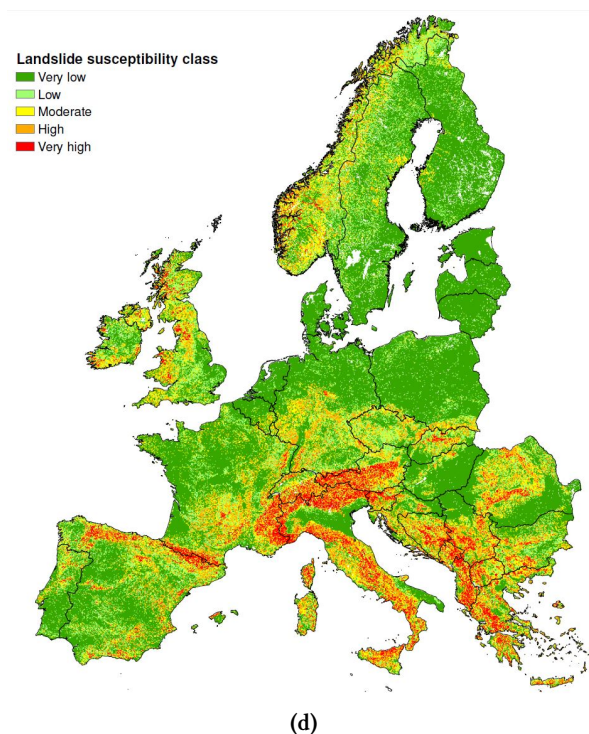 Landslide susceptibility class
Very low
Low
Moderate
High
Very high
(d)